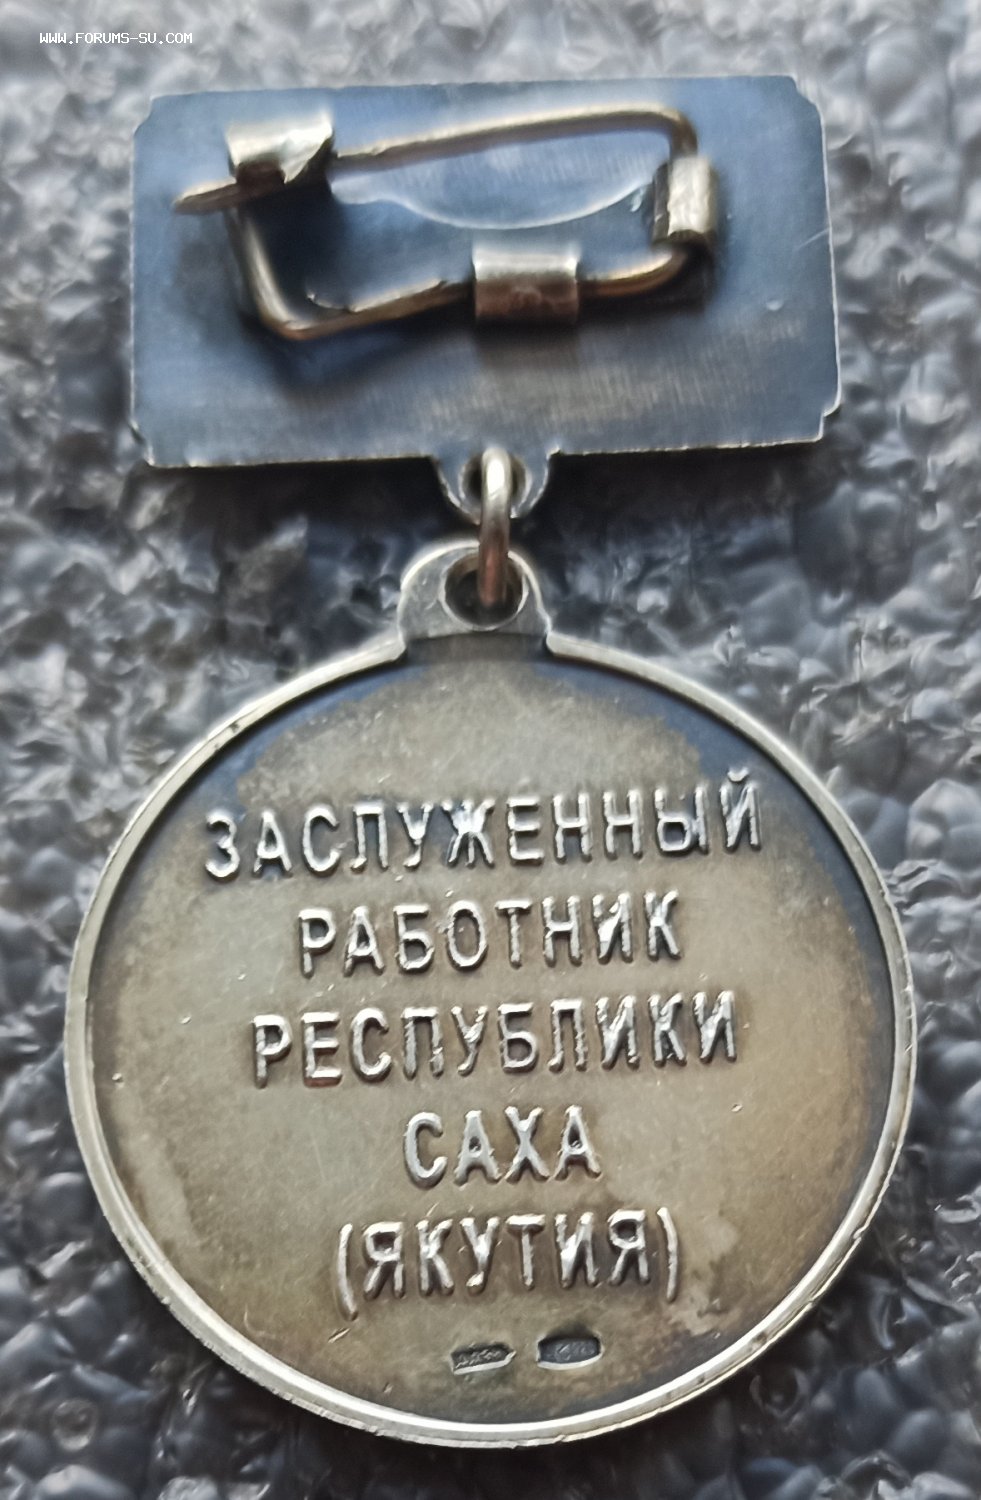 WWW.FORUMS-SU.COM
ЗАСЛУЖЕННЫЙ
РАБОТНИК
РЕСПУБЛИКИ
САХА
(ЯКУТИЯ)